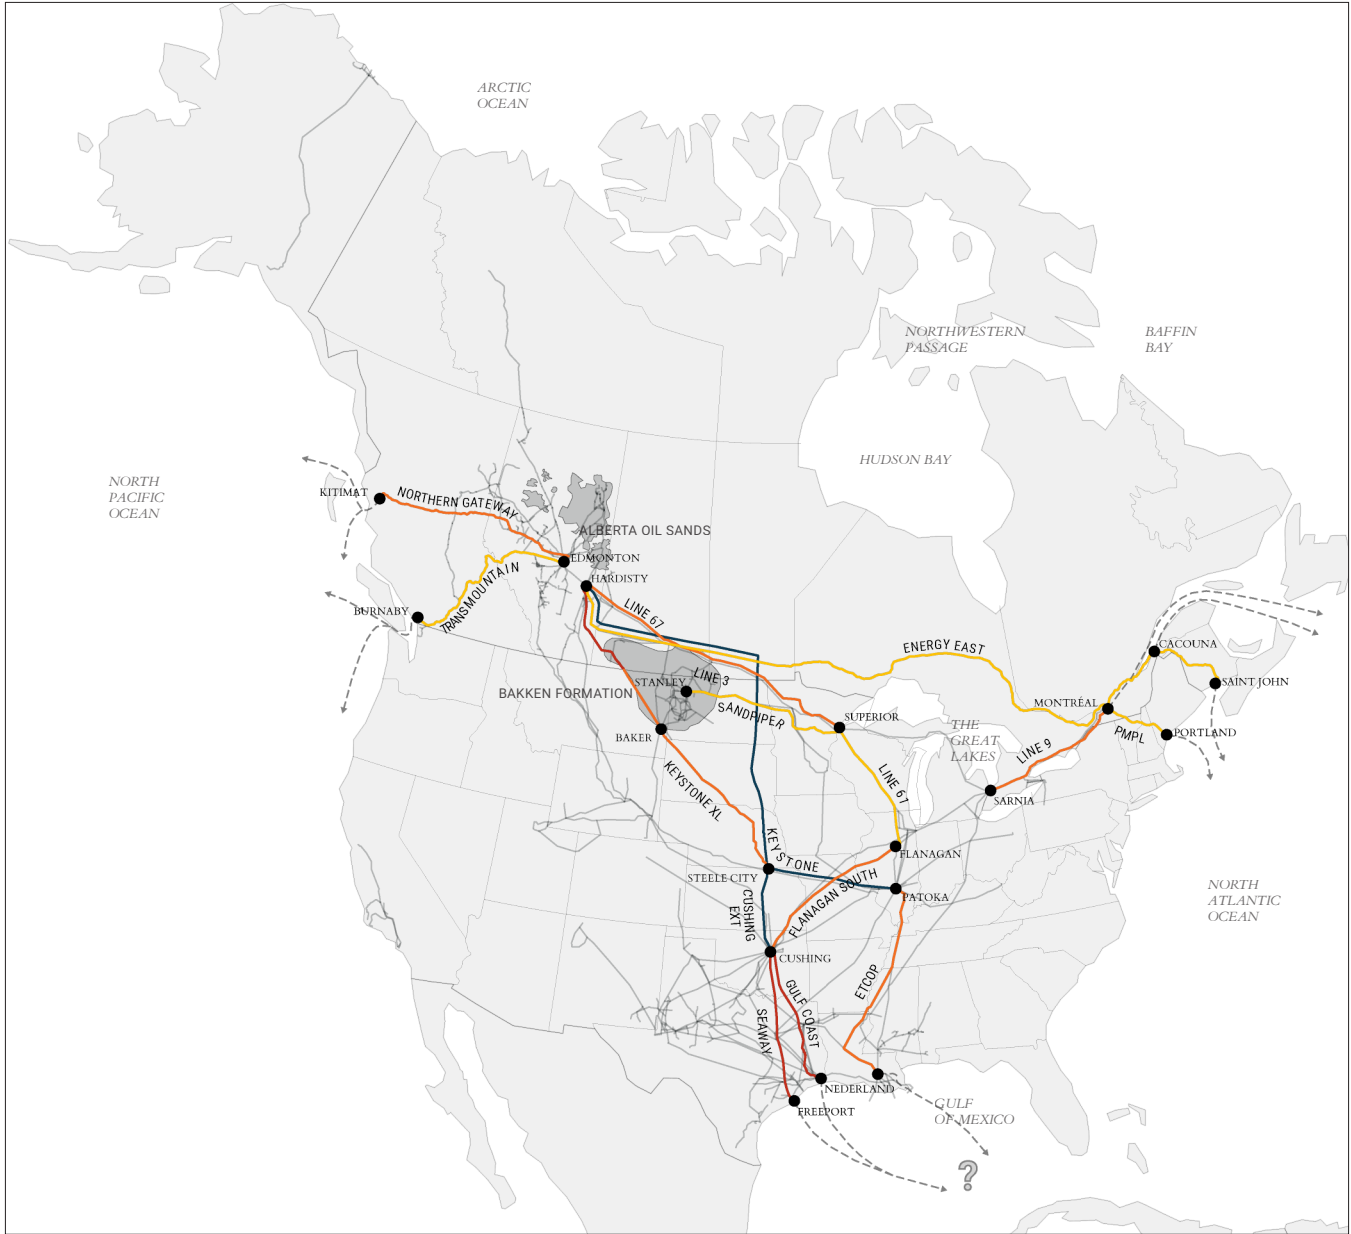 ARCTIC
OCEAN
NORTHWESTERN
PASSAGE
BAFFIN
BAY
HUDSON BAY
NORTH
PACIFIC
OCEAN
KITIMAT
NORTHERN GATEWAY
ALBERTA OIL SANDS
EDMONTON
HARDISTY
TRANSMOUNTAIN
BURNABY
LINE 67
ENERGY EAST
CACOUNA
SAINT JOHN
MONTRÉAL
PMPL
PORTLAND
LINE 3
STANLEY
BAKKEN FORMATION
SANDPIPER
SUPERIOR
THE
GREAT
LAKES
LINE 9
BAKER
KEYSTONE XL
LINE 61
SARNIA
KEYSTONE
FLANAGAN
STEELE CITY
FLANAGAN SOUTH
PATOKA
NORTH
ATLANTIC
OCEAN
CUSHING
EXT
CUSHING
ETCOP
GULF COAST
SEAWAY
NEDERLAND
FREEPORT
GULF
OF MEXICO
?